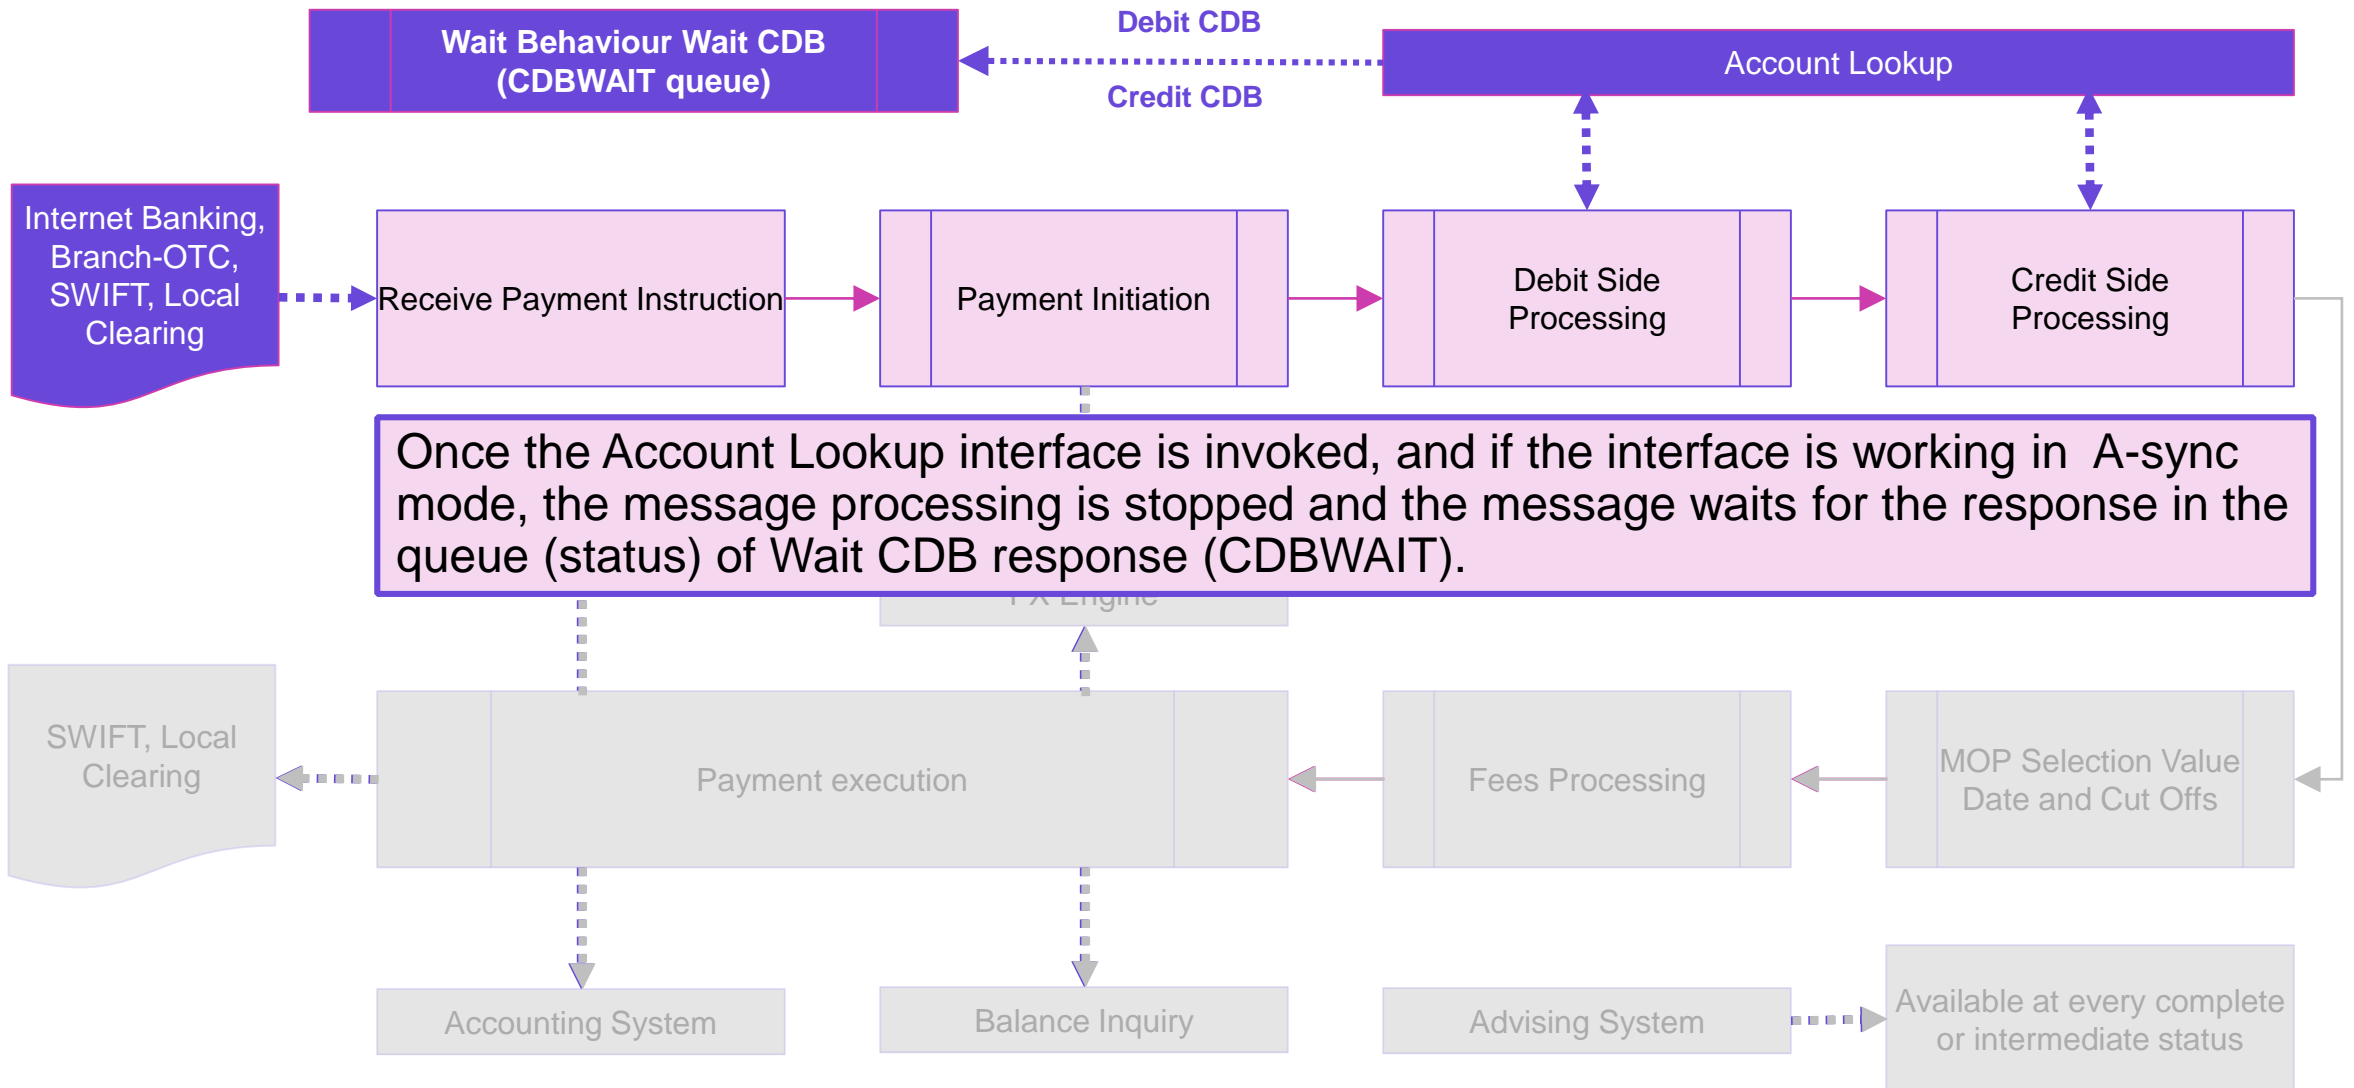 Debit CDB
Wait Behaviour Wait CDB
(CDBWAIT queue)
Account Lookup
Credit CDB
Internet Banking,
Branch-OTC,
SWIFT, Local
Clearing
Receive Payment Instruction
Payment Initiation
Debit Side
Processing
Credit Side
Processing
Once the Account Lookup interface is invoked, and if the interface is working in A-sync
mode, the message processing is stopped and the message waits for the response in the
queue (status) of Wait CDB response (CDBWAIT).
FX Engine
SWIFT, Local
Clearing
Payment execution
Fees Processing
MOP Selection Value
Date and Cut Offs
Accounting System
Balance Inquiry
Advising System
Available at every complete
or intermediate status